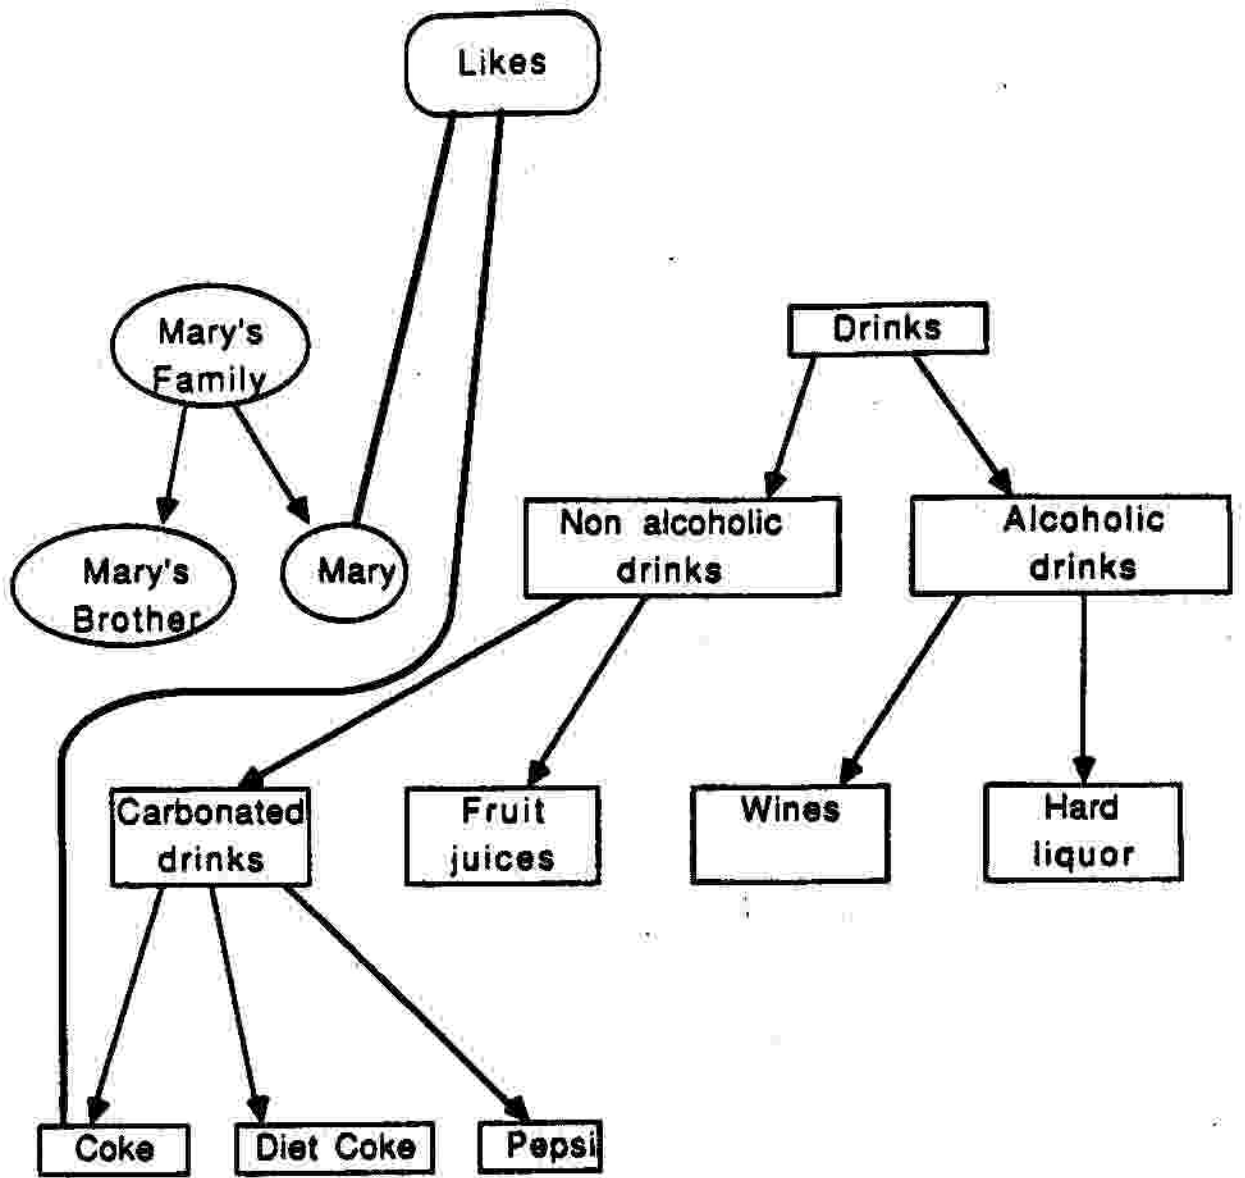 Likes
Mary's
Family
Drinks
Mary's
Brother
Mary
Non alcoholic
drinks
Alcoholic
drinks
Carbonated
drinks
Fruit
juices
Wines
Hard
liquor
Coke
Diet Coke
Pepsi